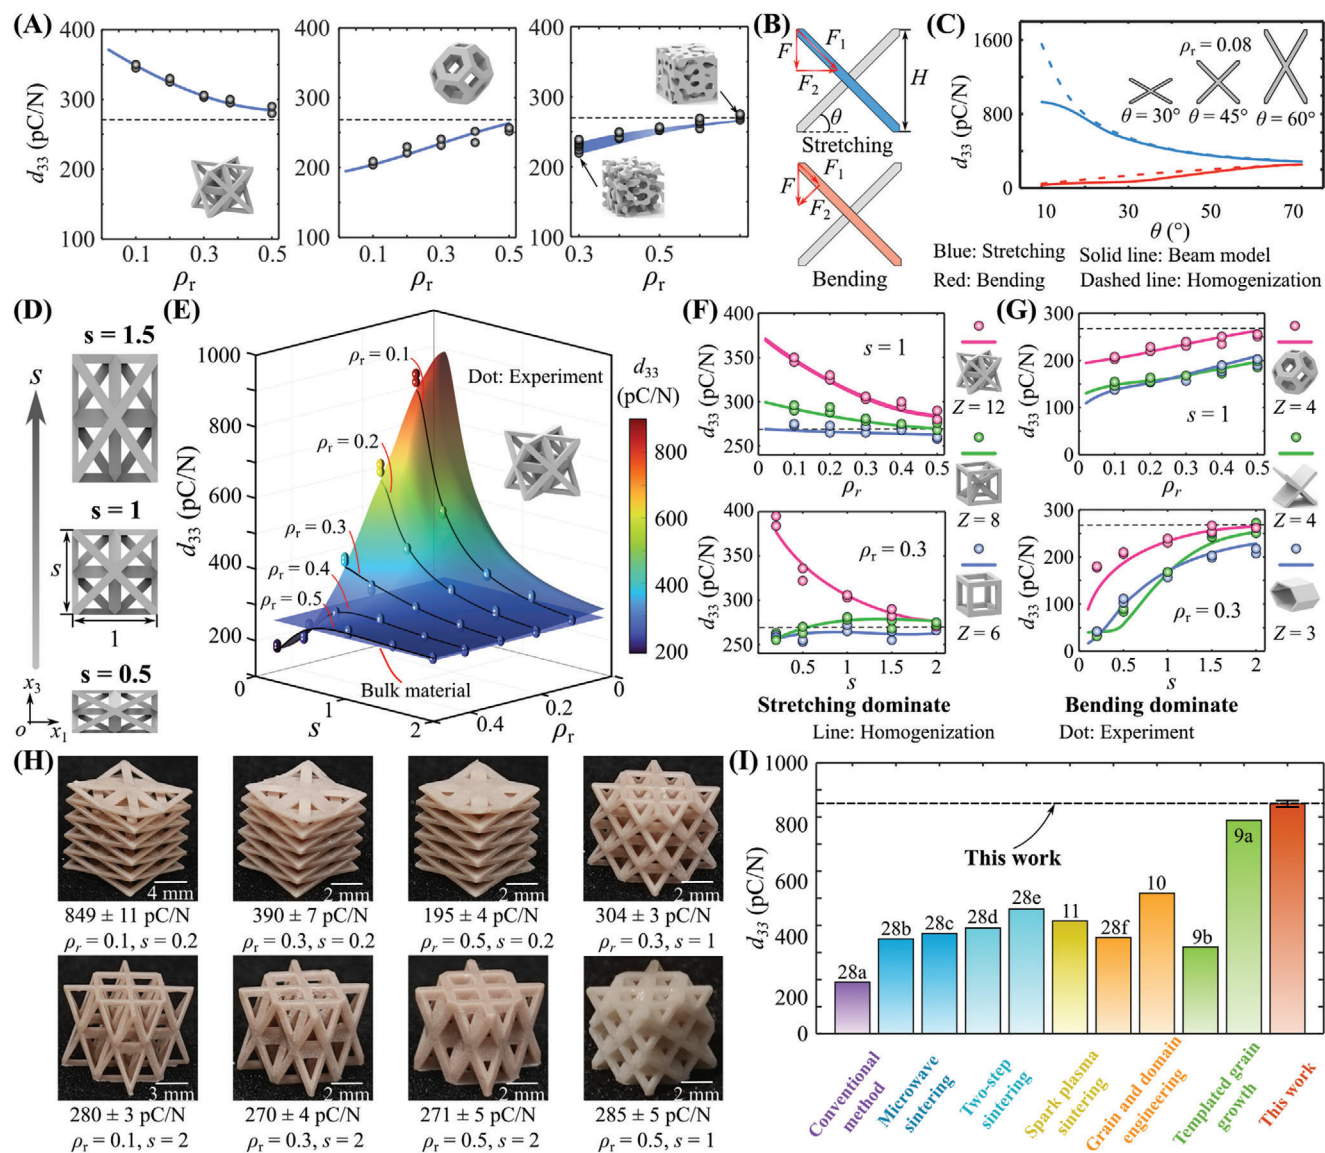 (A)
400
300
200
100
d33 (pC/N)
0.1 0.3 0.5
ρr
400
300
200
100
0.1 0.3 0.5
ρr
400
300
200
100
0.3 0.5 0.7
ρr
(B)
F F1
F2
H
θ
Stretching
F F1
F2
Bending
(C)
1600
800
0
d33 (pC/N)
ρr = 0.08
θ = 30° θ = 45° θ = 60°
10 30 50 70
θ (°)
Blue: Stretching Solid line: Beam model
Red: Bending Dashed line: Homogenization
(D)
s = 1.5
s
s = 1
s
1
s = 0.5
x3
o x1
(E)
1000
800
600
400
200
d33 (pC/N)
ρr = 0.1
ρr = 0.2
ρr = 0.3
ρr = 0.4
ρr = 0.5
Dot: Experiment
Bulk material
0
1
2
s
0.4
0.2
0
ρr
d33
(pC/N)
800
600
400
200
(F)
400
350
300
250
d33 (pC/N)
s = 1
0 0.1 0.2 0.3 0.4 0.5
ρr
400
350
300
250
d33 (pC/N)
ρr = 0.3
0.5 1 1.5 2
s
Z = 12
Z = 8
Z = 6
Stretching dominate
(G)
300
200
150
100
0
d33 (pC/N)
s = 1
0 0.1 0.2 0.3 0.4 0.5
ρr
300
200
150
100
0
d33 (pC/N)
ρr = 0.3
0 0.5 1 1.5 2
s
Z = 4
Z = 4
Z = 3
Bending dominate
Line: Homogenization Dot: Experiment
(H)
4 mm 2 mm 2 mm 2 mm
849 ± 11 pC/N 390 ± 7 pC/N 195 ± 4 pC/N 304 ± 3 pC/N
ρr = 0.1, s = 0.2 ρr = 0.3, s = 0.2 ρr = 0.5, s = 0.2 ρr = 0.3, s = 1
3 mm 2 mm 2 mm 2 mm
280 ± 3 pC/N 270 ± 4 pC/N 271 ± 5 pC/N 285 ± 5 pC/N
ρr = 0.1, s = 2 ρr = 0.3, s = 2 ρr = 0.5, s = 2 ρr = 0.5, s = 1
(I)
1000
800
600
400
200
0
d33 (pC/N)
This work
28a 28b 28c 28d 28e 11 28f 10 9b 9a
Conventional
method
Microwave
sintering
Two-step
sintering
Spark plasma
sintering
Grain and domain
engineering
Templated grain
growth
This work